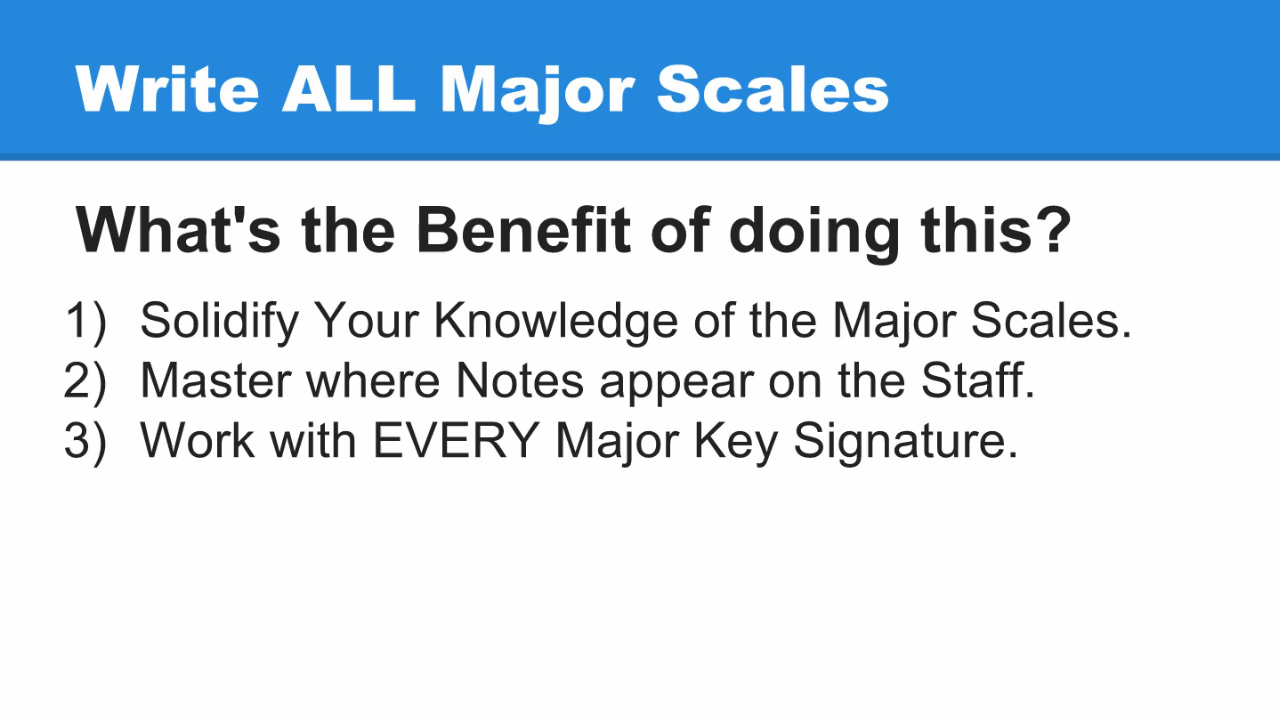 Write ALL Major Scales
What's the Benefit of doing this?
1) Solidify Your Knowledge of the Major Scales.
2) Master where Notes appear on the Staff.
3) Work with EVERY Major Key Signature.